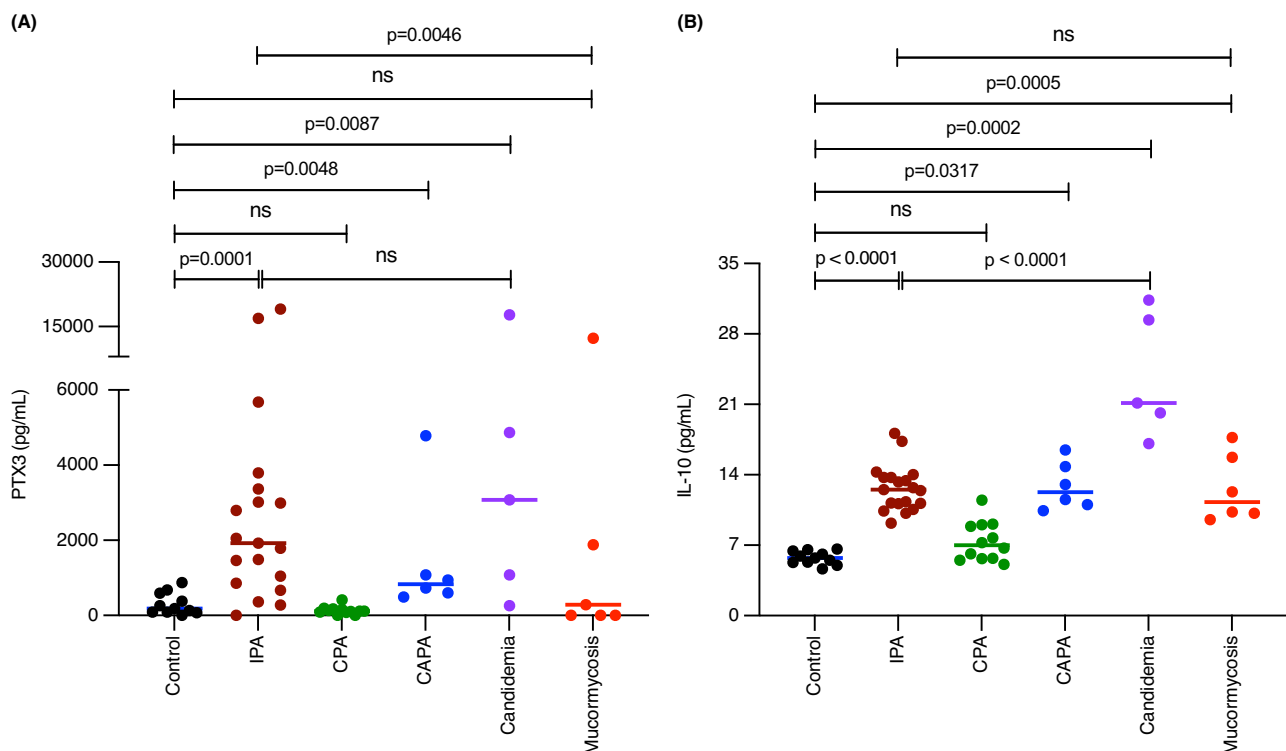 (A)
p=0.0046
ns
p=0.0087
p=0.0048
ns
p=0.0001
ns
30000
15000
6000
4000
2000
0
PTX3 (pg/mL)
Control
IPA
CPA
CAPA
Candidemia
Mucormycosis
(B)
ns
p=0.0005
p=0.0002
p=0.0317
ns
p < 0.0001
p < 0.0001
35
28
21
14
7
0
IL-10 (pg/mL)
Control
IPA
CPA
CAPA
Candidemia
Mucormycosis